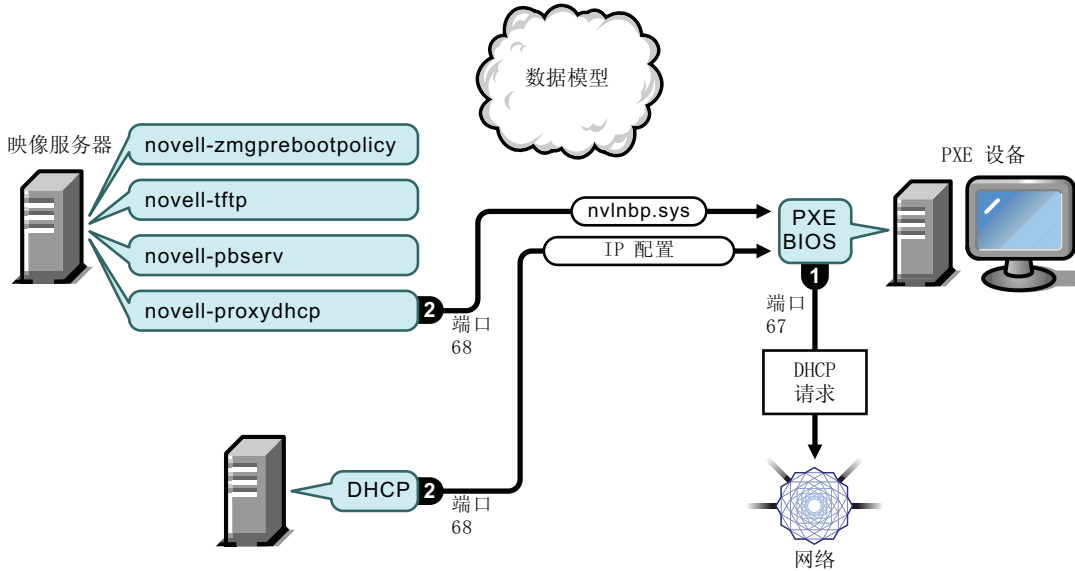 数据模型
映像服务器
novell-zmgprebootpolicy
novell-tftp
novell-pbserv
novell-proxydhcp
2
端口
68
nvlnbp.sys
IP 配置
PXE
BIOS
PXE 设备
1
端口
67
DHCP
请求
网络
DHCP
2
端口
68